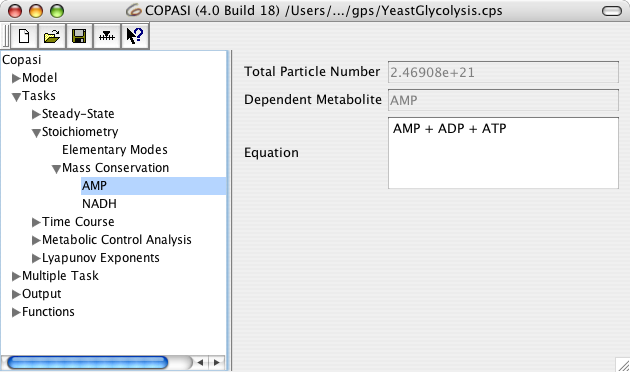 COPASI (4.0 Build 18) /Users/.../gps/YeastGlycolysis.cps
Copasi
Model
Tasks
Steady-State
Stoichiometry
Elementary Modes
Mass Conservation
AMP
NADH
Time Course
Metabolic Control Analysis
Lyapunov Exponents
Multiple Task
Output
Functions
Total Particle Number 2.46908e+21
Dependent Metabolite AMP
Equation AMP + ADP + ATP